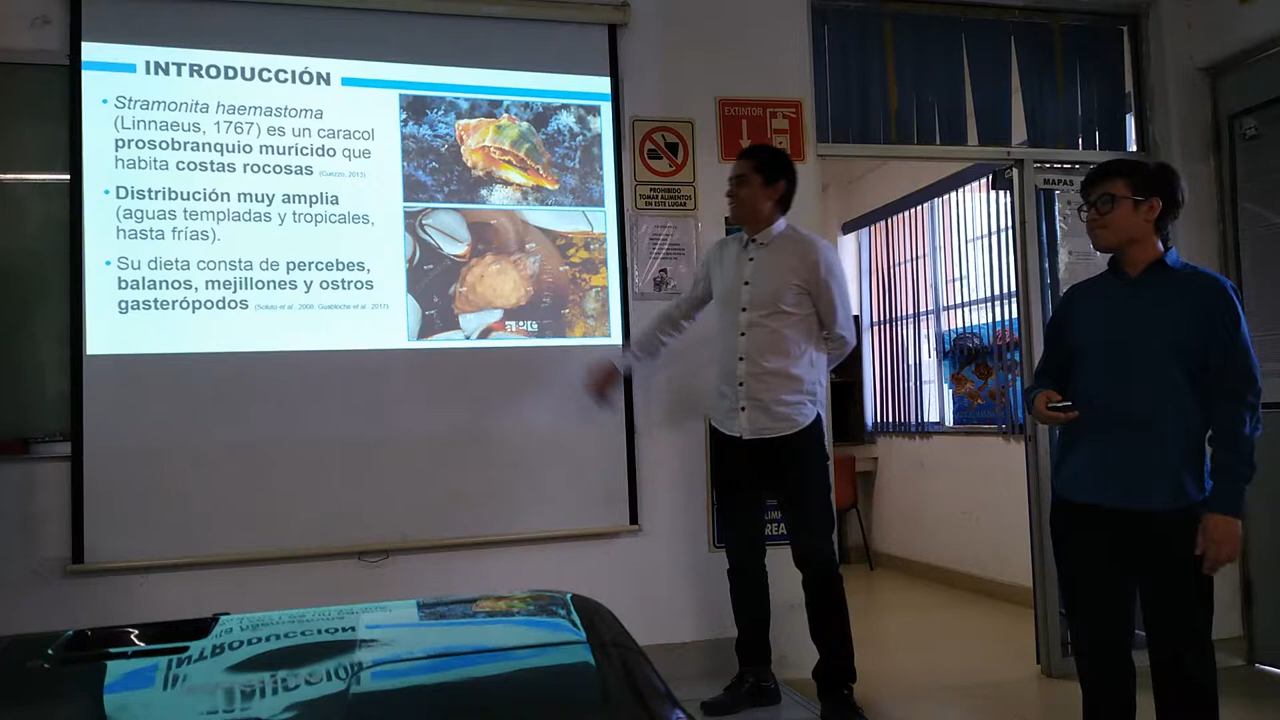 INTRODUCCIÓN
• Stramonita haemastoma
(Linnaeus, 1767) es un caracol
prosobranquio murícido que
habita costas rocosas (Cuezzo, 2013).
• Distribución muy amplia
(aguas templadas y tropicales,
hasta frías).
• Su dieta consta de percebes,
balanos, mejillones y ostros
gasterópodos
EXTINTOR
PROHIBIDO
TOMAR ALIMENTOS
EN ESTE LUGAR
MAPAS